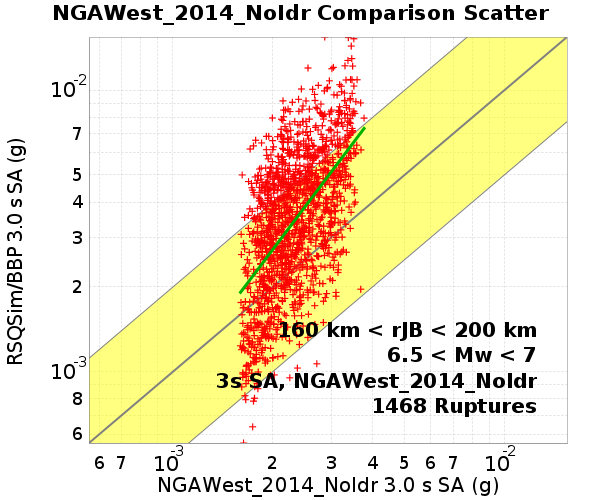 NGAWest_2014_NoIdr Comparison Scatter
RSQSim/BBP 3.0 s SA (g)
10-2
7
5
4
3
2
10-3
8
6
160 km < rJB < 200 km
6.5 < Mw < 7
3s SA, NGAWest_2014_NoIdr
1468 Ruptures
6 7 10-3 2 3 4 5 6 7 10-2
NGAWest_2014_NoIdr 3.0 s SA (g)